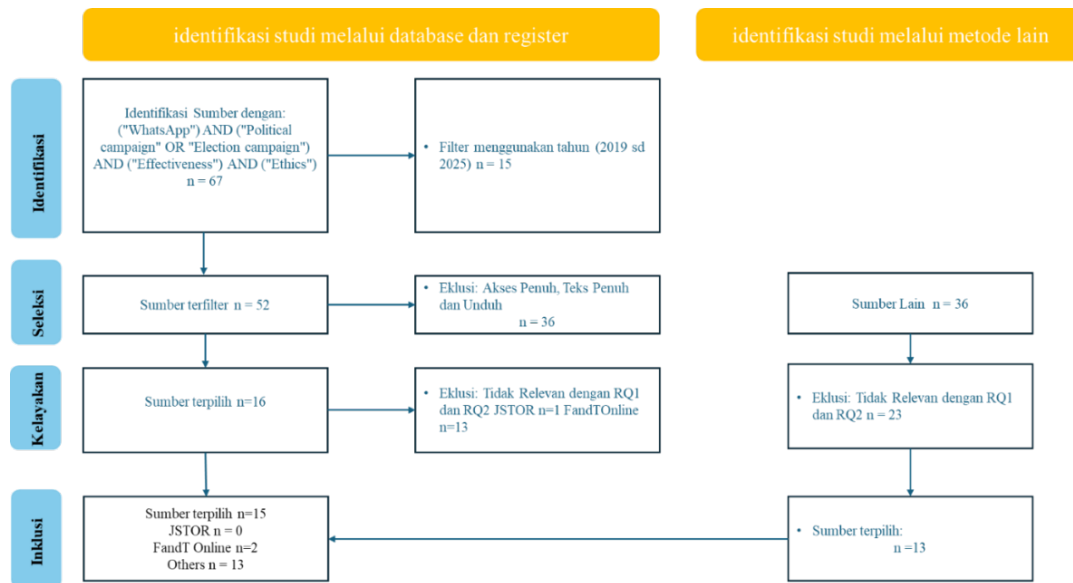 identifikasi studi melalui database dan register
identifikasi studi melalui metode lain
Identifikasi
Identifikasi Sumber dengan:
("WhatsApp") AND ("Political
campaign" OR "Election campaign")
AND ("Effectiveness") AND ("Ethics")
n = 67
• Filter menggunakan tahun (2019 sd
2025) n = 15
Seleksi
Sumber terfilter n = 52
• Eklusi: Akses Penuh, Teks Penuh
dan Unduh
n = 36
Sumber Lain n = 36
Kelayakan
Sumber terpilih n=16
• Eklusi: Tidak Relevan dengan RQ1
dan RQ2 JSTOR n=1 FandTOnline
n=13
• Eklusi: Tidak Relevan dengan RQ1
dan RQ2 n = 23
Inklusi
Sumber terpilih n=15
JSTOR n = 0
FandT Online n=2
Others n = 13
• Sumber terpilih:
n =13